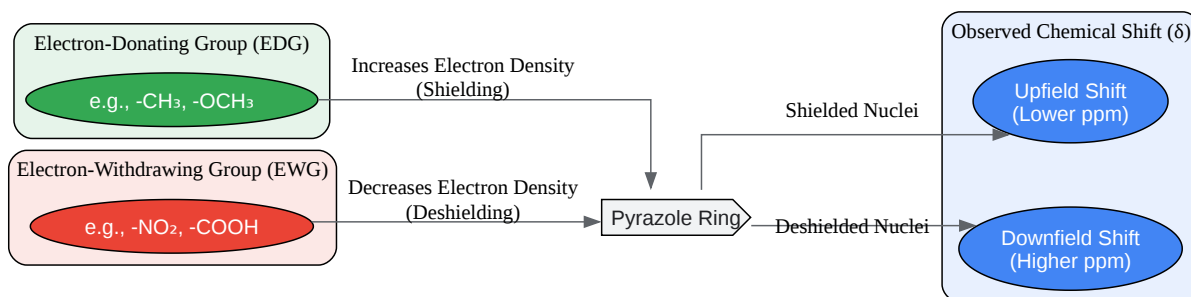 Electron-Donating Group (EDG)
e.g., -CH₃, -OCH₃
Increases Electron Density
(Shielding)
Electron-Withdrawing Group (EWG)
e.g., -NO₂, -COOH
Decreases Electron Density
(Deshielding)
Pyrazole Ring
Shielded Nuclei
Deshielded Nuclei
Observed Chemical Shift (δ)
Upfield Shift
(Lower ppm)
Downfield Shift
(Higher ppm)